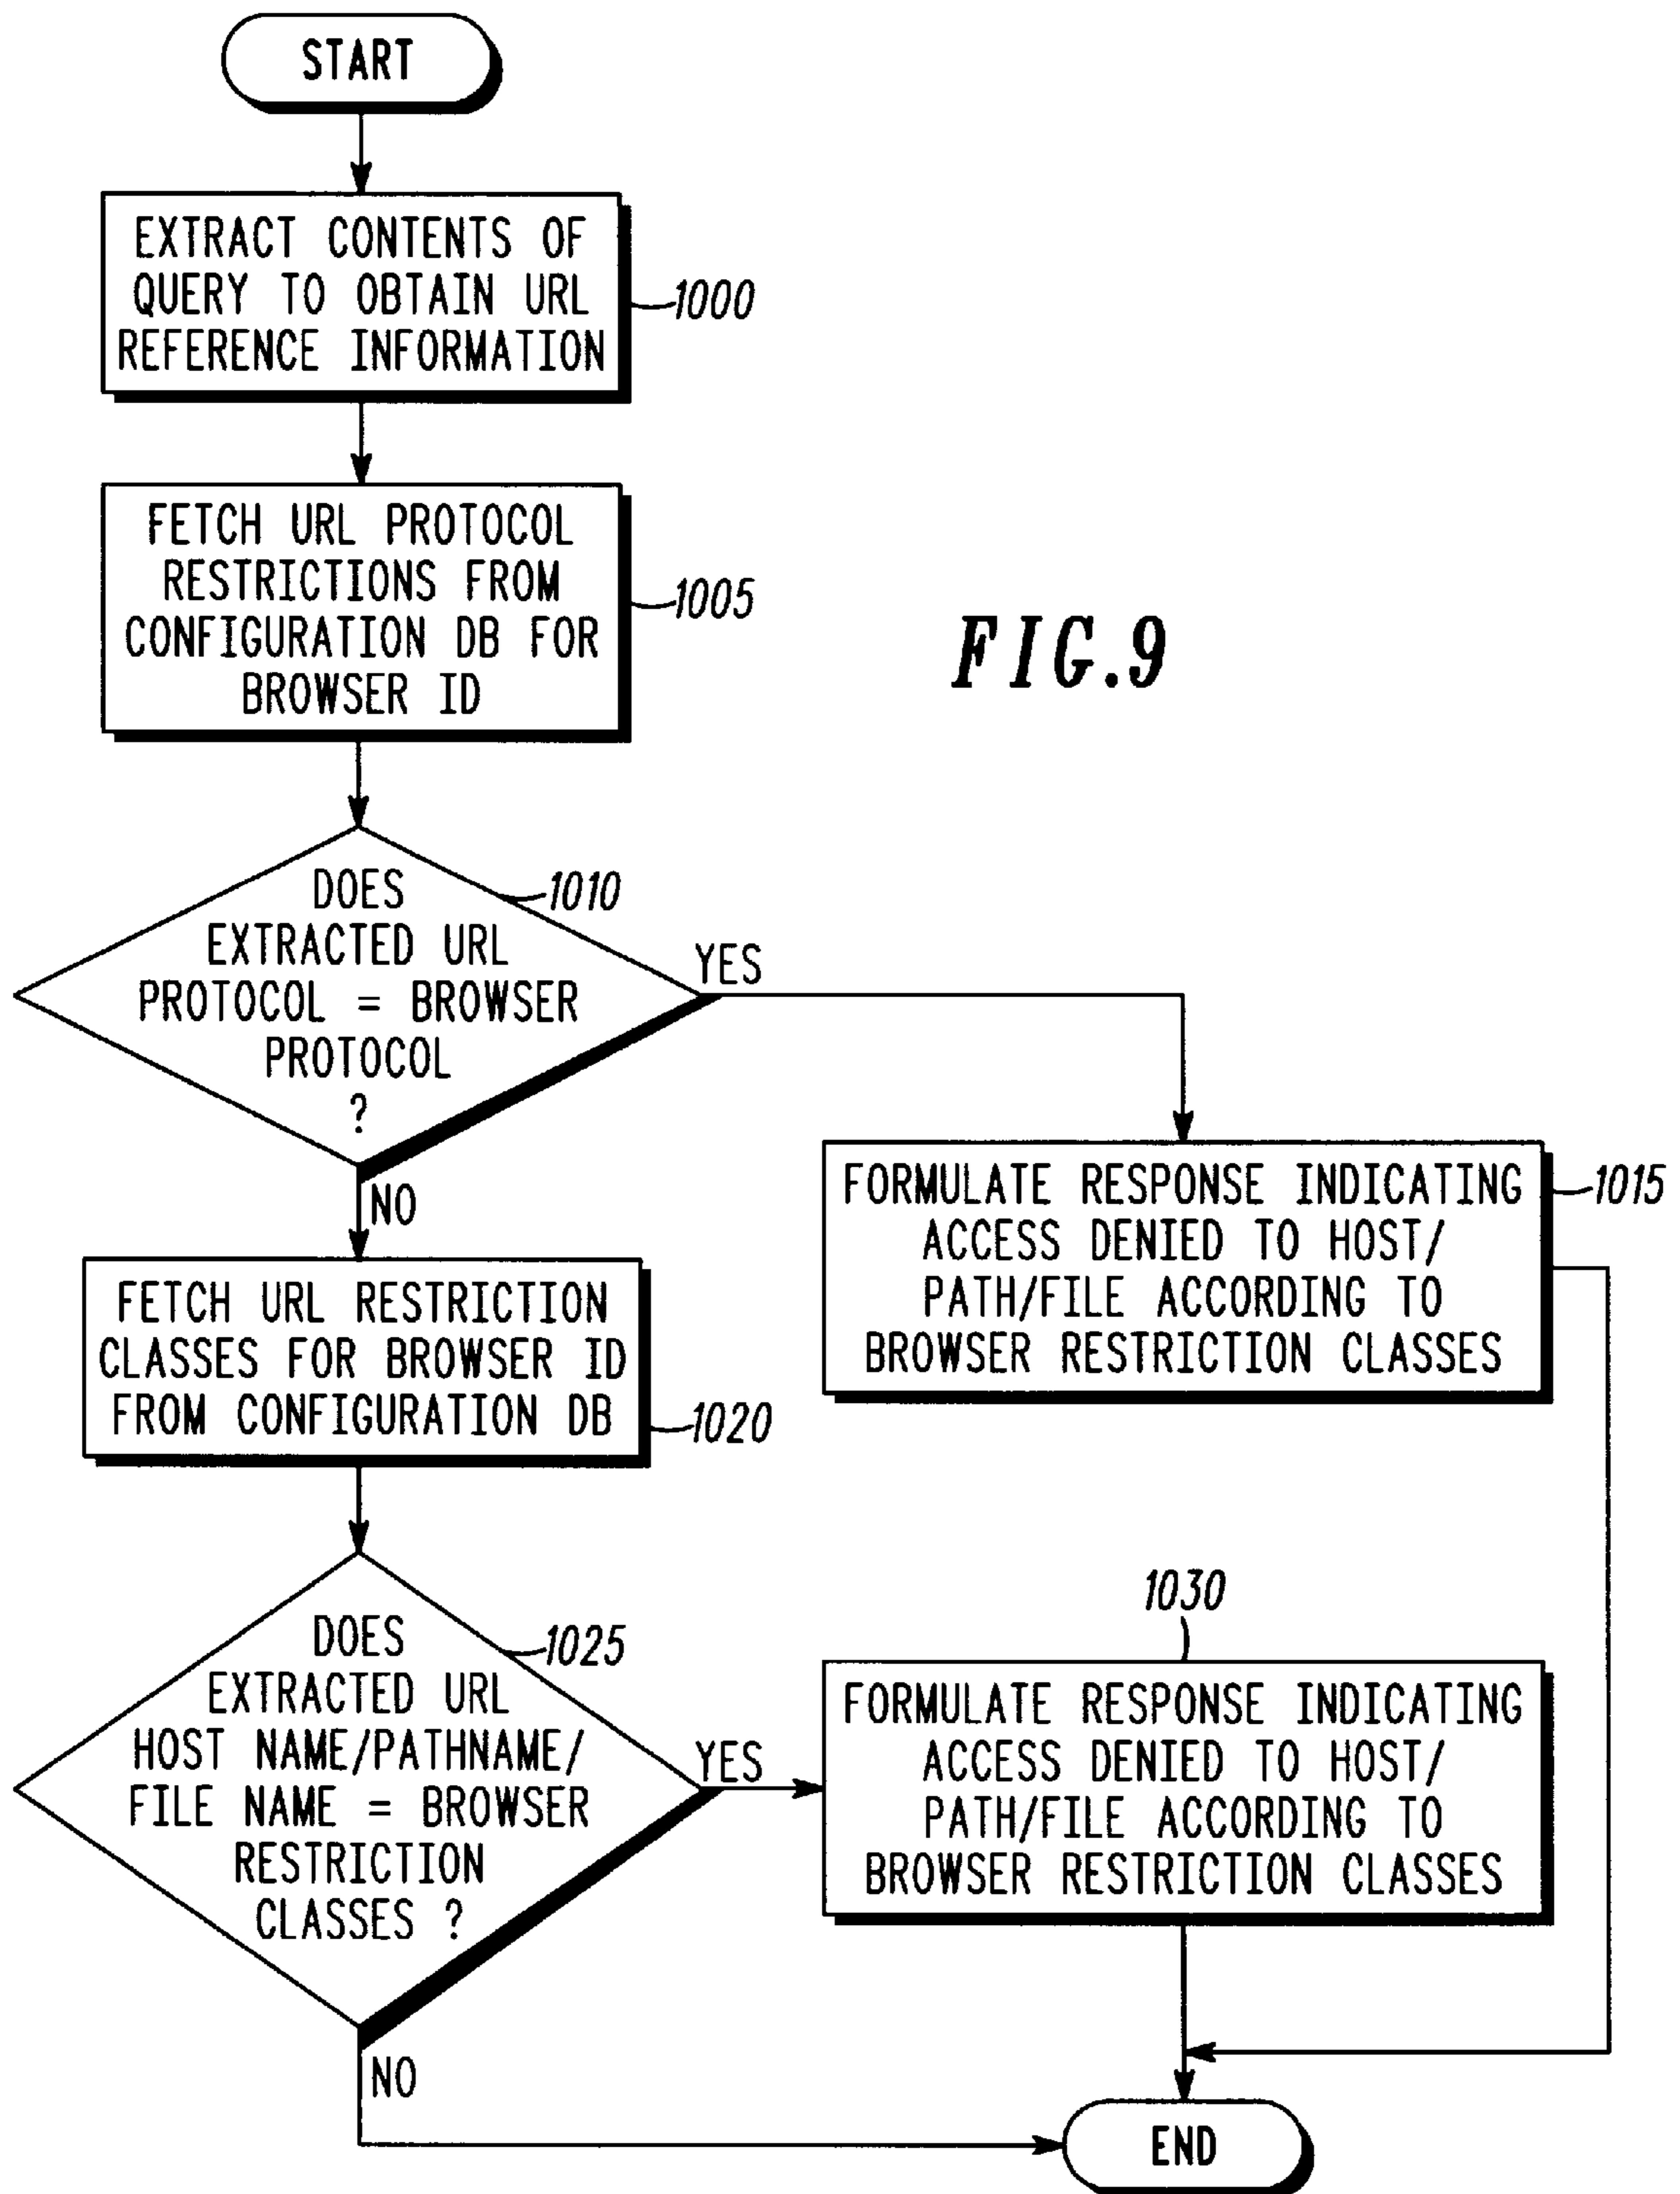 START
EXTRACT CONTENTS OF
QUERY TO OBTAIN URL
REFERENCE INFORMATION
1000
FETCH URL PROTOCOL
RESTRICTIONS FROM
CONFIGURATION DB FOR
BROWSER ID
1005
FIG.9
DOES
EXTRACTED URL
PROTOCOL = BROWSER
PROTOCOL
?
1010
YES
NO
FORMULATE RESPONSE INDICATING
ACCESS DENIED TO HOST/
PATH/FILE ACCORDING TO
BROWSER RESTRICTION CLASSES
1015
FETCH URL RESTRICTION
CLASSES FOR BROWSER ID
FROM CONFIGURATION DB
1020
DOES
EXTRACTED URL
HOST NAME/PATHNAME/
FILE NAME = BROWSER
RESTRICTION
CLASSES ?
1025
YES
NO
1030
FORMULATE RESPONSE INDICATING
ACCESS DENIED TO HOST/
PATH/FILE ACCORDING TO
BROWSER RESTRICTION CLASSES
END